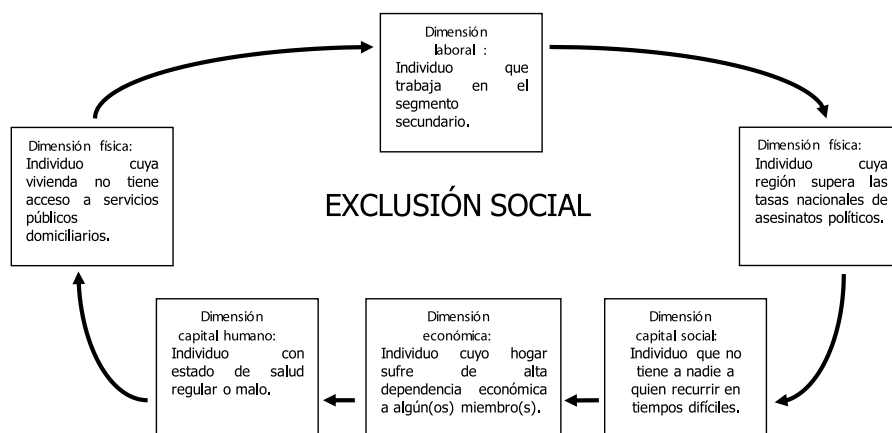 Dimensión
laboral :
Individuo que
trabaja en el
segmento
secundario.
Dimensión física:
Individuo cuya
vivienda no tiene
acceso a servicios
públicos
domiciliarios.
EXCLUSIÓN SOCIAL
Dimensión física:
Individuo cuya
región supera las
tasas nacionales de
asesinatos políticos.
Dimensión
capital humano:
Individuo con
estado de salud
regular o malo.
Dimensión
económica:
Individuo cuyo hogar
sufre de alta
dependencia económica
a algún(os) miembro(s).
Dimensión
capital social:
Individuo que no
tiene a nadie a
quien recurrir en
tiempos difíciles.